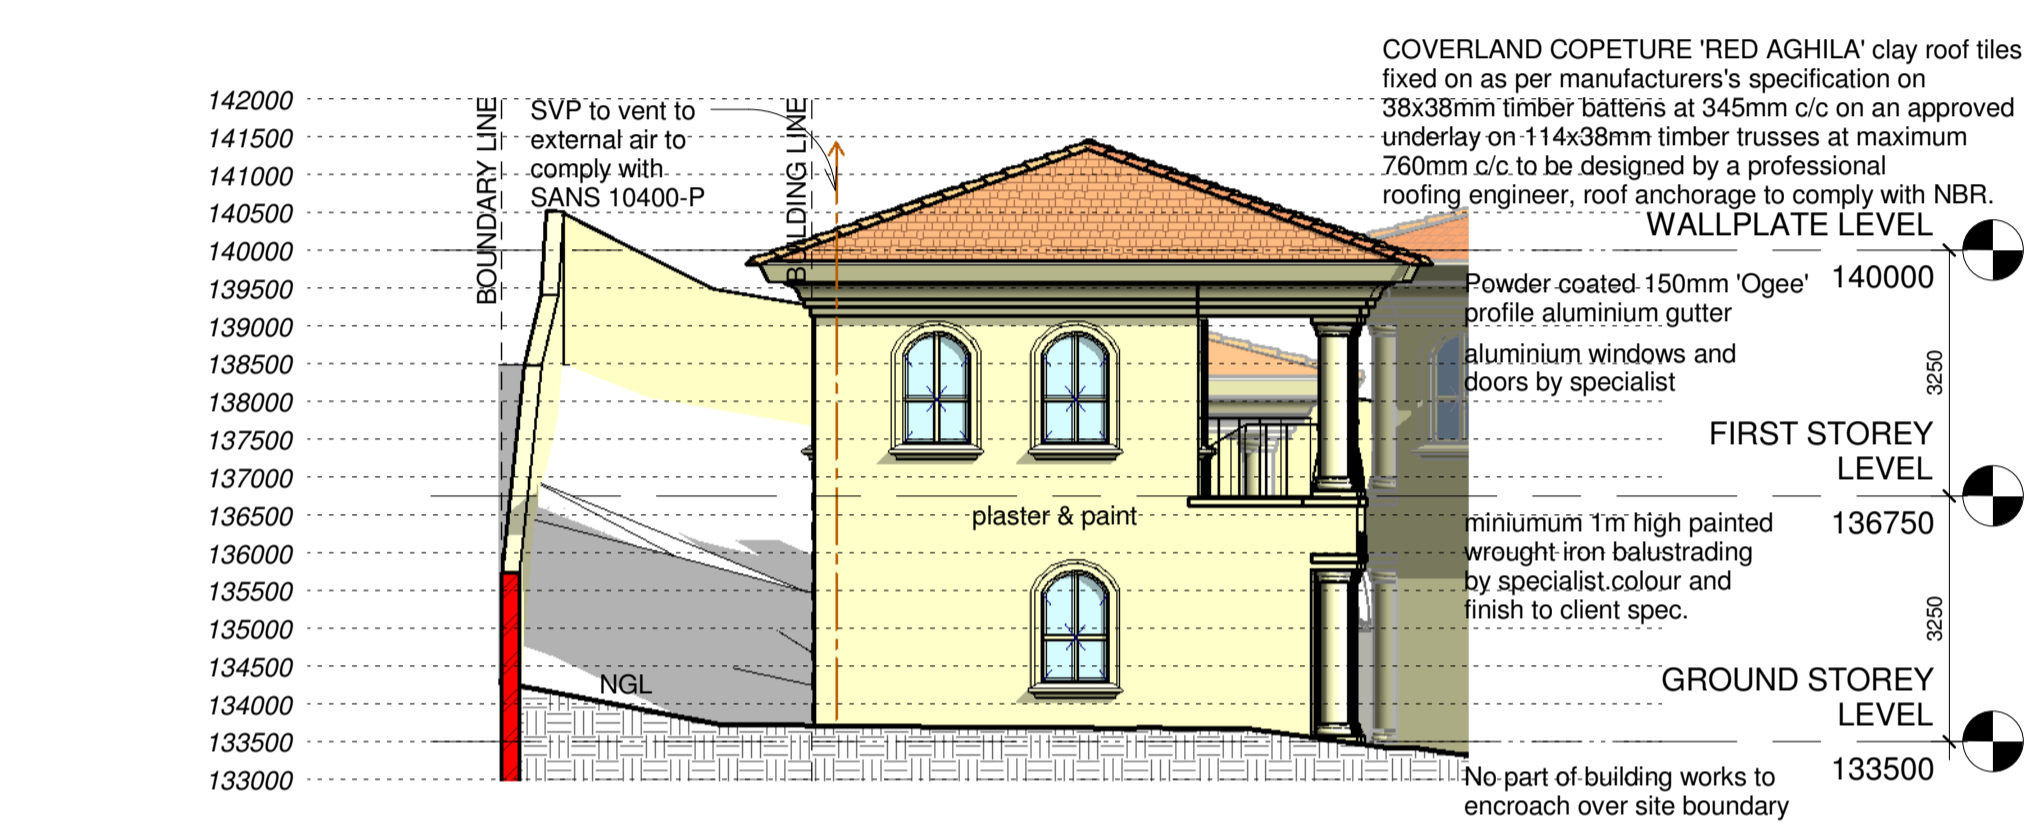 COVERLAND COPETURE 'RED AGHILA' clay roof tiles
fixed on as per manufacturers's specification on
38x38mm timber battens at 345mm c/c on an approved
underlay on 114x38mm timber trusses at maximum
760mm c/c to be designed by a professional
roofing engineer, roof anchorage to comply with NBR.
142000
141500
141000
140500
140000
139500
139000
138500
138000
137500
137000
136500
136000
135500
135000
134500
134000
133500
133000
BOUNDARY LINE
SVP to vent to
external air to
comply with
SANS 10400-P
BUILDING LINE
WALLPLATE LEVEL
140000
Powder coated 150mm 'Ogee'
profile aluminium gutter
aluminium windows and
doors by specialist
3250
FIRST STOREY
LEVEL
136750
plaster & paint
miniumum 1m high painted
wrought iron balustrading
by specialist.colour and
finish to client spec.
3250
NGL
GROUND STOREY
LEVEL
133500
No part of building works to
encroach over site boundary